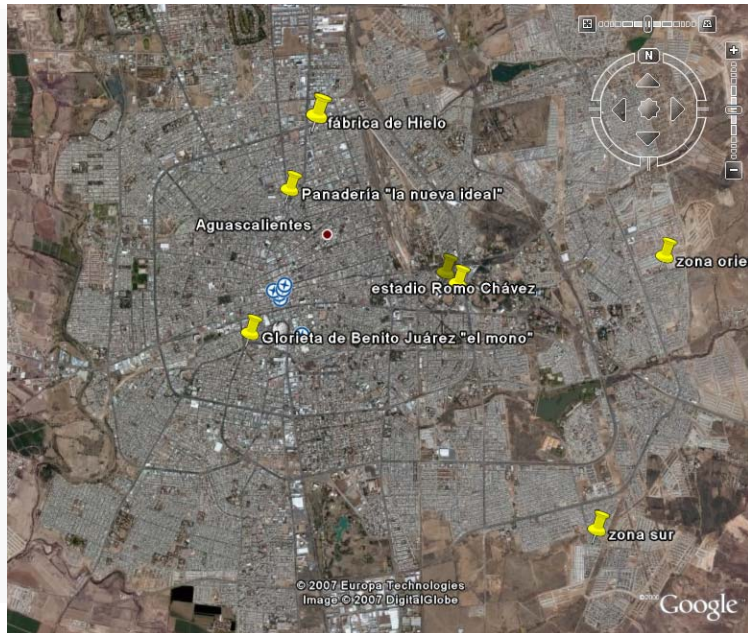 N
fábrica de Hielo
Panadería "la nueva ideal"
Aguascalientes
zona orie
estadio Romo Chávez
Glorieta de Benito Juárez "el mono"
zona sur
© 2007 Europa Technologies
Image © 2007 DigitalGlobe
Google